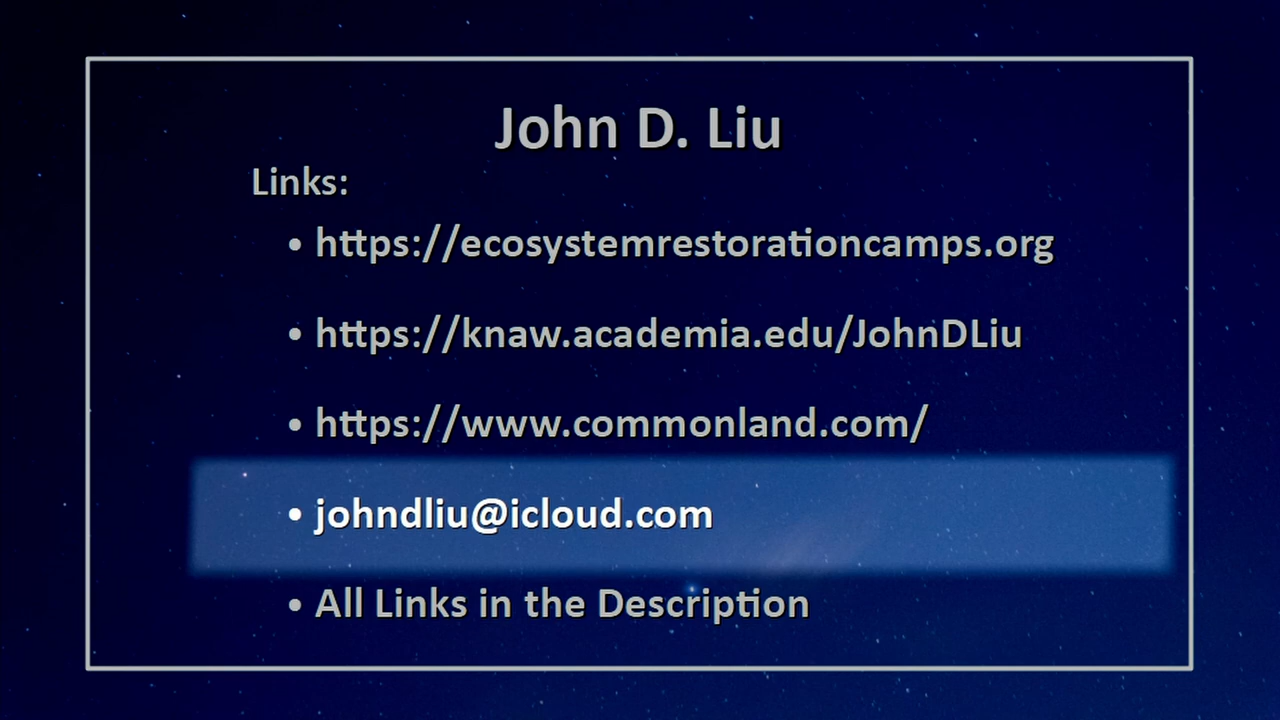 John D. Liu
Links:
• https://ecosystemrestorationcamps.org
• https://knaw.academia.edu/JohnDLiu
• https://www.commonland.com/
• johndliu@icloud.com
• All Links in the Description